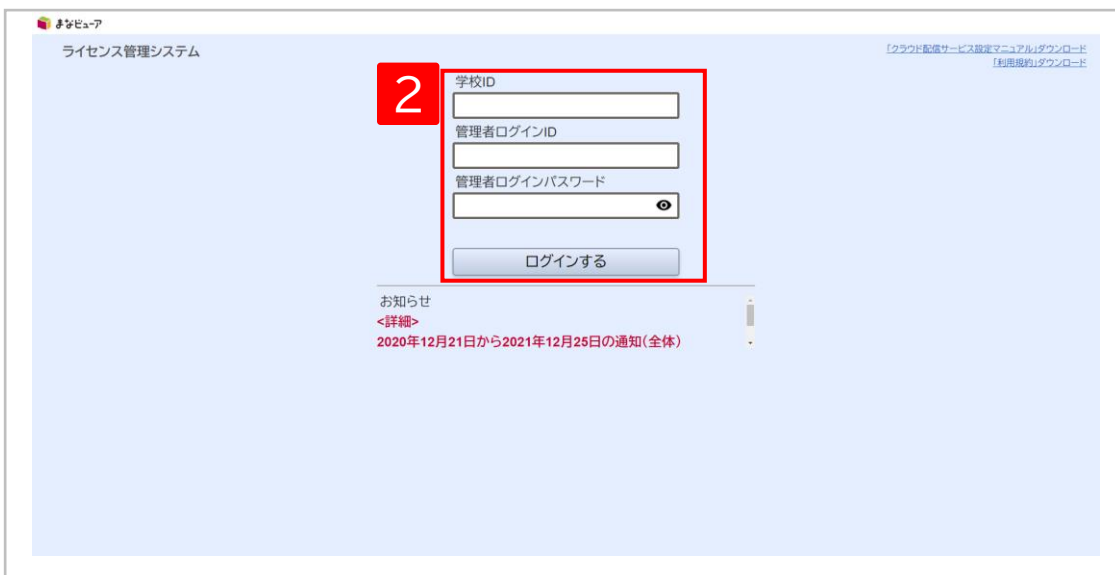 まなビューア
ライセンス管理システム
「クラウド配信サービス設定マニュアル」ダウンロード
「利用規約」ダウンロード
2
学校ID
管理者ログインID
管理者ログインパスワード
ログインする
お知らせ
<詳細>
2020年12月21日から2021年12月25日の通知(全体)